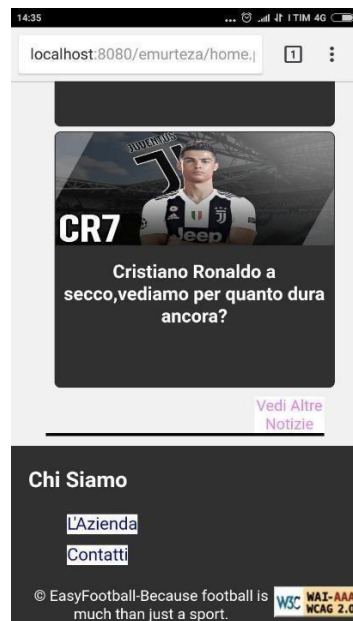 14:35
... TIM 4G
localhost:8080/emurteza/home.p
1
JUVENTUS
J
CR7
Jeep
Cristiano Ronaldo a
secco,vediamo per quanto dura
ancora?
Vedi Altre
Notizie
Chi Siamo
L'Azienda
Contatti
© EasyFootball-Because football is
much than just a sport.
W3C WAI-AAA
WCAG 2.0